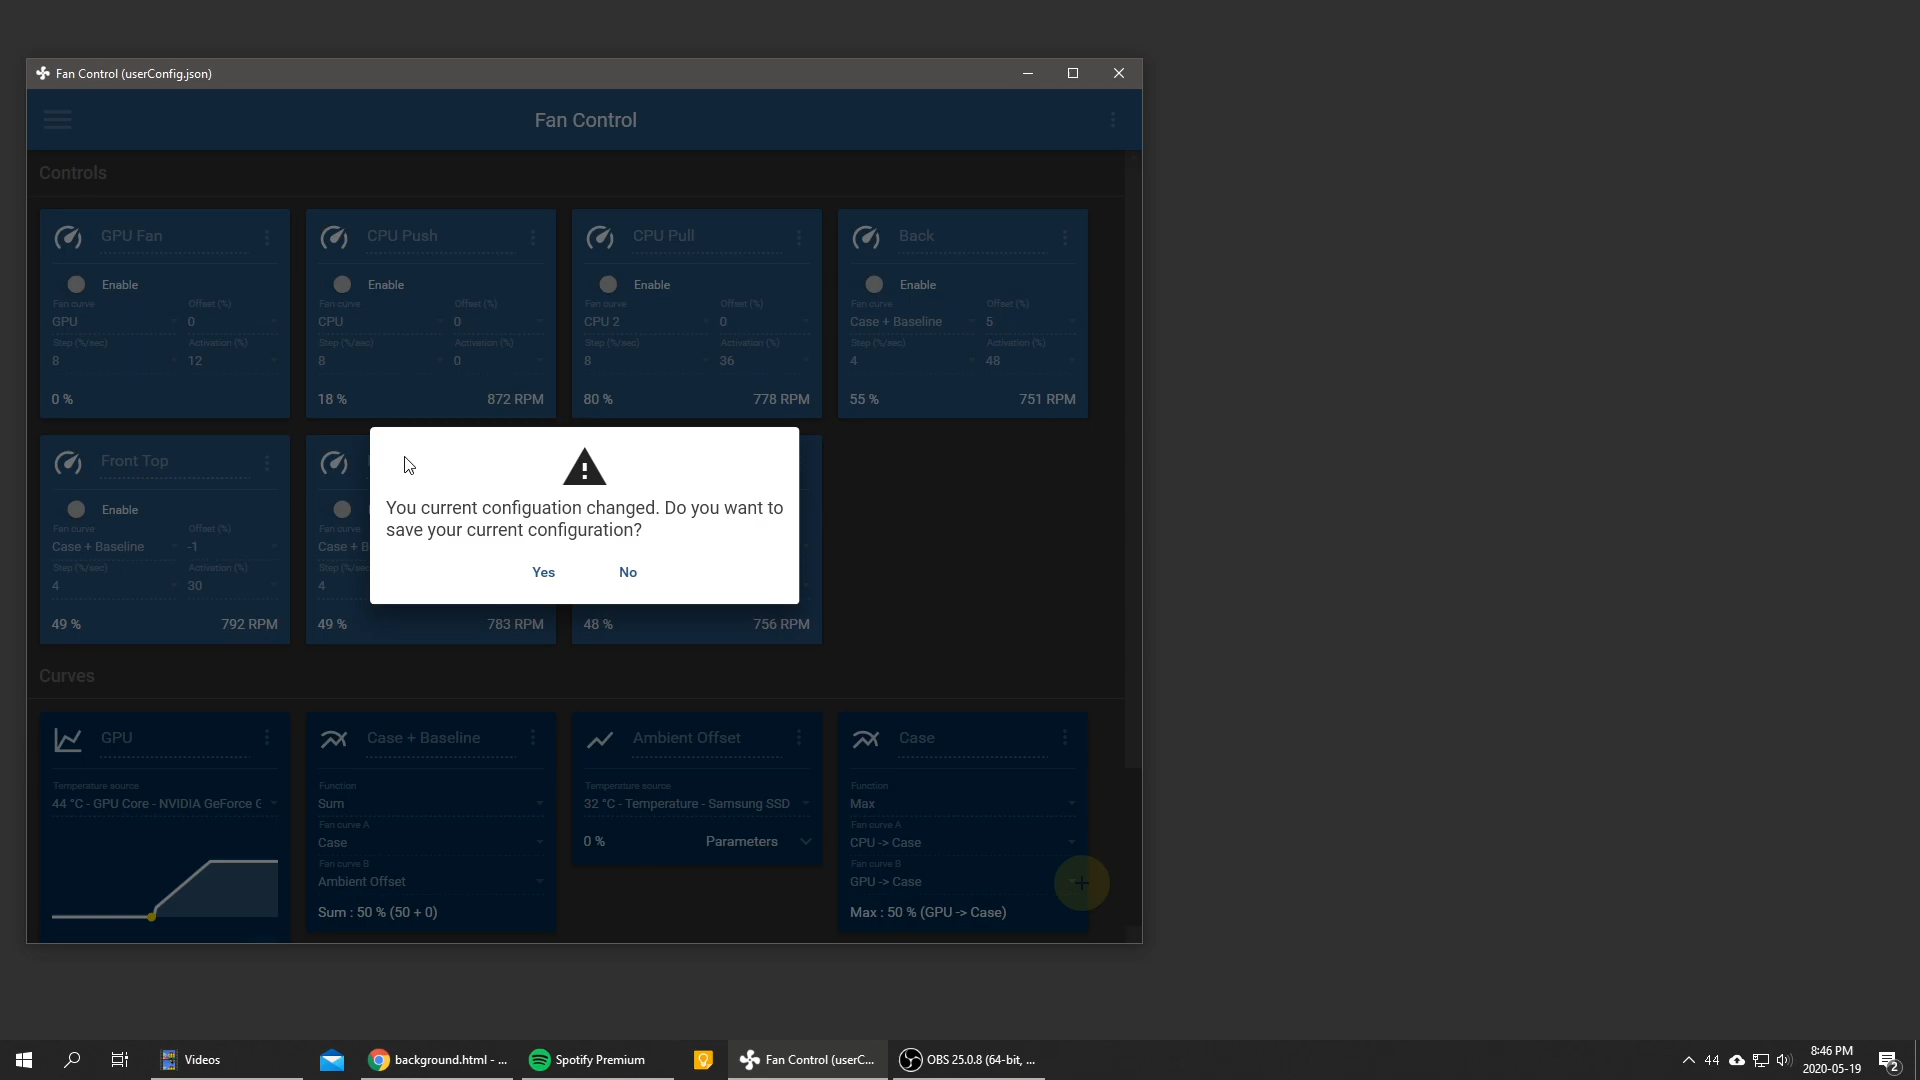 Fan Control (userConfig.json)
Fan Control
Controls
GPU Fan
Enable
Fan curve Offset (%)
GPU 0
Step (%/sec) Activation (%)
8 12
0 %
CPU Push
Enable
Fan curve Offset (%)
CPU 0
Step (%/sec) Activation (%)
8 0
18 % 872 RPM
CPU Pull
Enable
Fan curve Offset (%)
CPU 2 0
Step (%/sec) Activation (%)
8 36
80 % 778 RPM
Back
Enable
Fan curve Offset (%)
Case + Baseline 5
Step (%/sec) Activation (%)
4 48
55 % 751 RPM
Front Top
Enable
Fan curve Offset (%)
Case + Baseline -1
Step (%/sec) Activation (%)
4 30
49 % 792 RPM
Fan curve
Case + B
Step (%/sec)
4
49 % 783 RPM
48 % 756 RPM
You current configuation changed. Do you want to
save your current configuration?
Yes No
Curves
GPU
Temperature source
44 °C - GPU Core - NVIDIA GeForce G
Case + Baseline
Function
Sum
Fan curve A
Case
Fan curve B
Ambient Offset
Sum : 50 % (50 + 0)
Ambient Offset
Temperature source
32 °C - Temperature - Samsung SSD
0 % Parameters
Case
Function
Max
Fan curve A
CPU -> Case
Fan curve B
GPU -> Case
Max : 50 % (GPU -> Case)
Videos
background.html - ...
Spotify Premium
Fan Control (userC...
OBS 25.0.8 (64-bit, ...
44
8:46 PM
2020-05-19
2